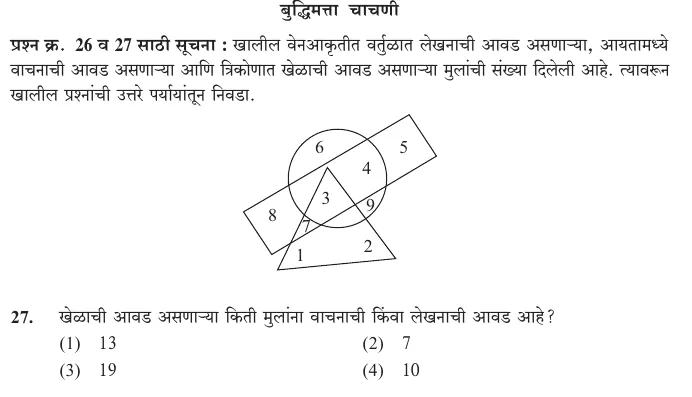 बुद्धिमत्ता चाचणी
प्रश्न क्र. 26 व 27 साठी सूचना : खालील वेनआकृतीत वर्तुळात लेखनाची आवड असणाऱ्या, आयतामध्ये
वाचनाची आवड असणाऱ्या आणि त्रिकोणात खेळाची आवड असणाऱ्या मुलांची संख्या दिलेली आहे. त्यावरून
खालील प्रश्नांची उत्तरे पर्यायांतून निवडा.
6
5
4
3
9
8
7
2
1
27. खेळाची आवड असणाऱ्या किती मुलांना वाचनाची किंवा लेखनाची आवड आहे?
(1) 13 (2) 7
(3) 19 (4) 10